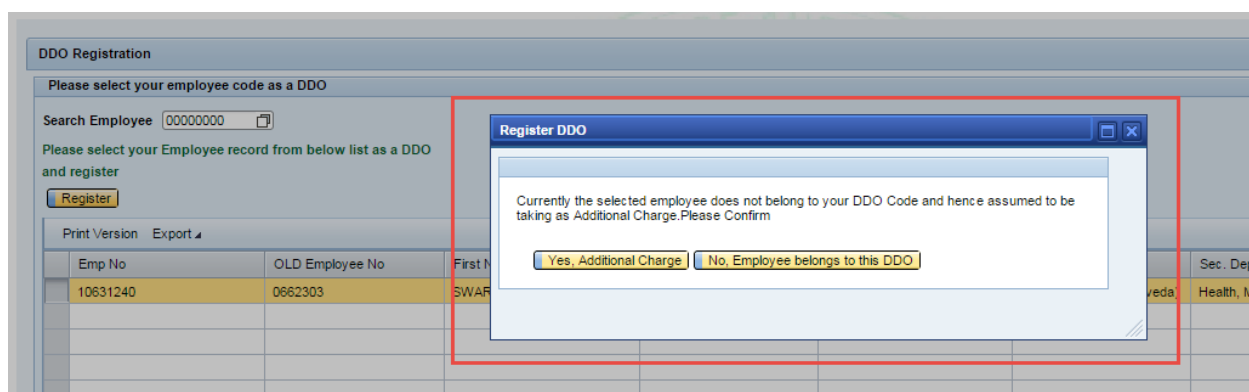 DDO Registration
Please select your employee code as a DDO
Search Employee 00000000
Please select your Employee record from below list as a DDO
and register
Register
Print Version Export
Emp No OLD Employee No First Sec.
10631240 0662303 Health,
Register DDO
Currently the selected employee does not belong to your DDO Code and hence assumed to be
taking as Additional Charge.Please Confirm
Yes, Additional Charge No, Employee belongs to this DDO